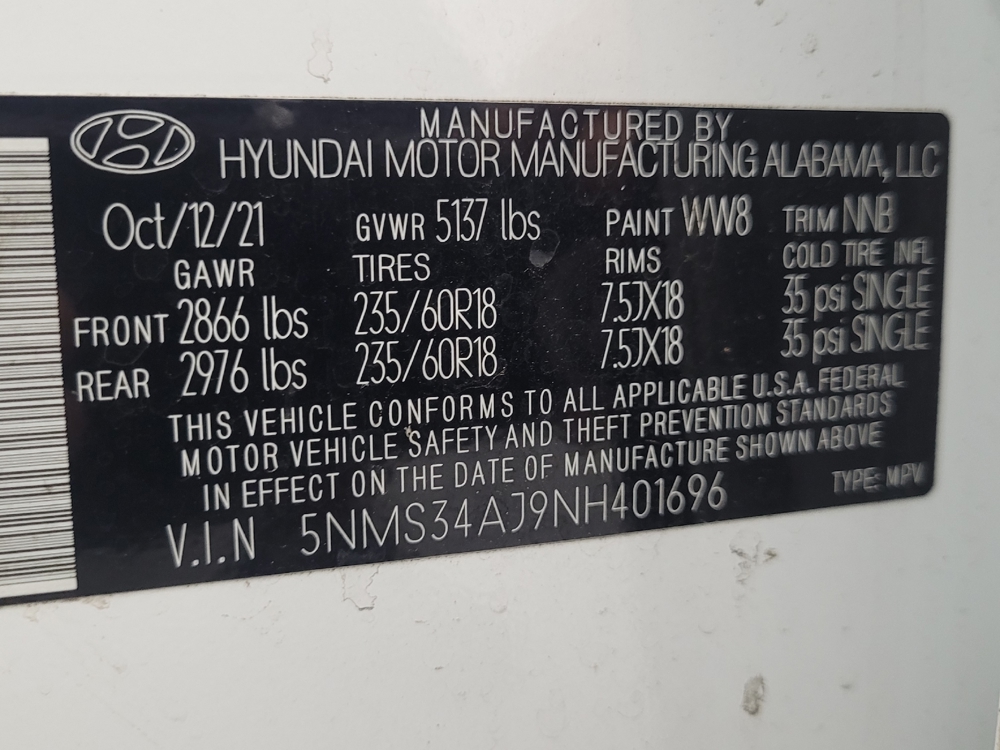 MANUFACTURED BY
HYUNDAI MOTOR MANUFACTURING ALABAMA, LLC
Oct/12/21 GVWR 5137 lbs PAINT WW8 TRIM NNB
GAWR TIRES RIMS COLD TIRE INFL
FRONT 2866 lbs 235/60R18 7.5JX18 35 psi SNGLE
REAR 2976 lbs 235/60R18 7.5JX18 35 psi SNGLE
THIS VEHICLE CONFORMS TO ALL APPLICABLE U.S.A. FEDERAL
MOTOR VEHICLE SAFETY AND THEFT PREVENTION STANDARDS
IN EFFECT ON THE DATE OF MANUFACTURE SHOWN ABOVE
V.I.N 5NMS34AJ9NH401696 TYPE: MPV